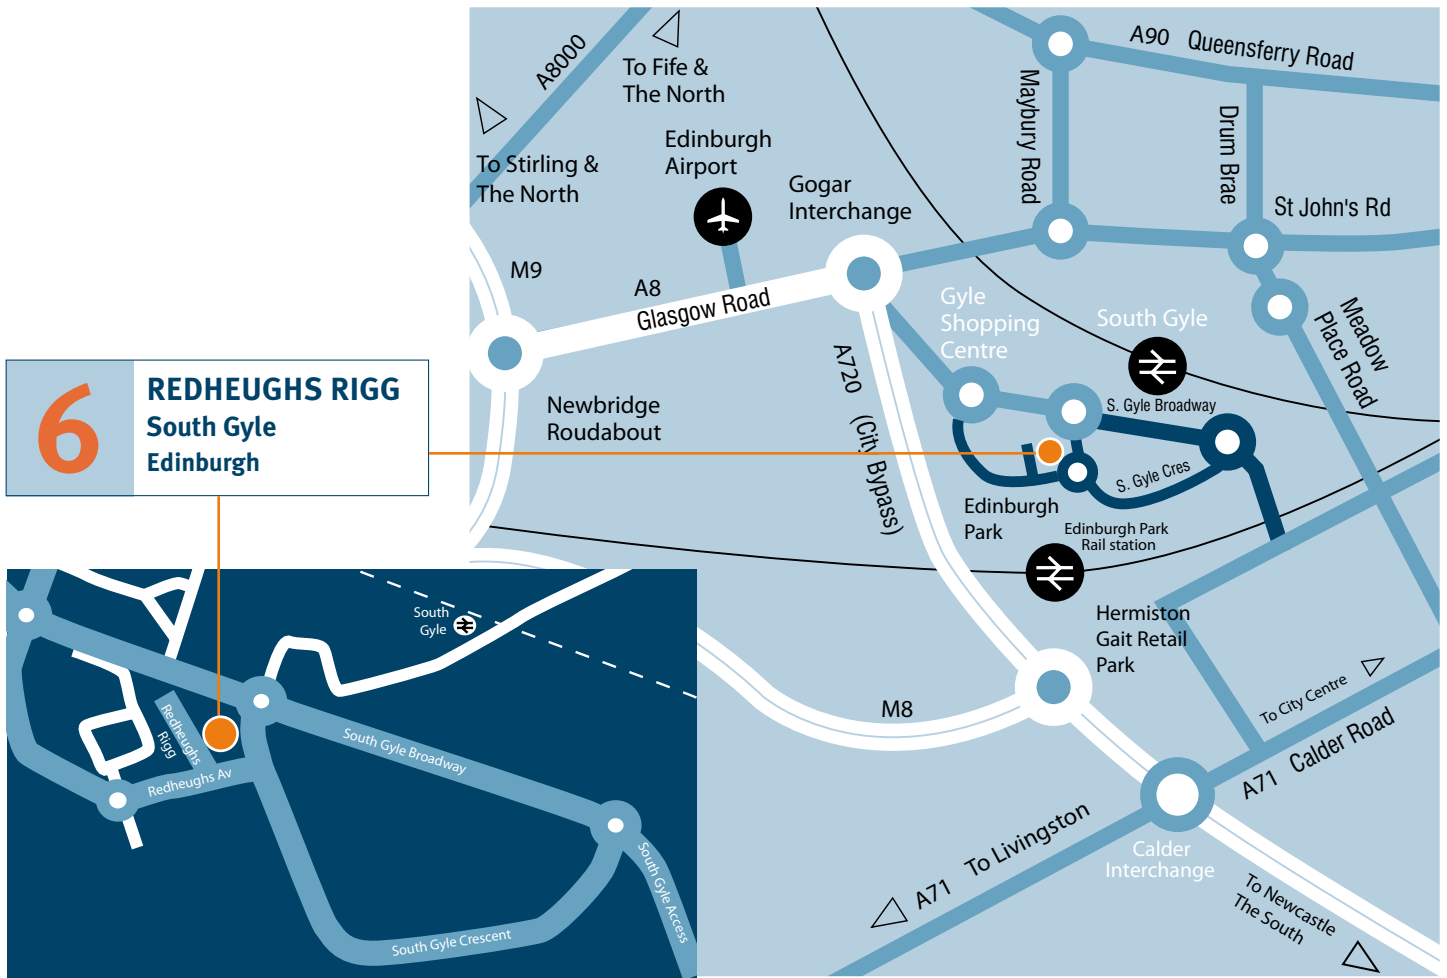 A8000
To Fife &
The North
A90 Queensferry Road
Maybury Road
Drum Brae
St John's Rd
Edinburgh
Airport
To Stirling &
The North
Gogar
Interchange
M9
A8
Glasgow Road
Gyle
Shopping
Centre
South Gyle
Meadow
Place Road
A720 (City Bypass)
S. Gyle Broadway
S. Gyle Cres
Newbridge
Roudabout
6
REDHEUGHS RIGG
South Gyle
Edinburgh
Edinburgh
Park
Edinburgh Park
Rail station
Hermiston
Gait Retail
Park
M8
To City Centre
A71 Calder Road
A71 To Livingston
Calder
Interchange
To Newcastle
The South
South
Gyle
Redheughs
Rigg
Redheughs Av
South Gyle Broadway
South Gyle Access
South Gyle Crescent